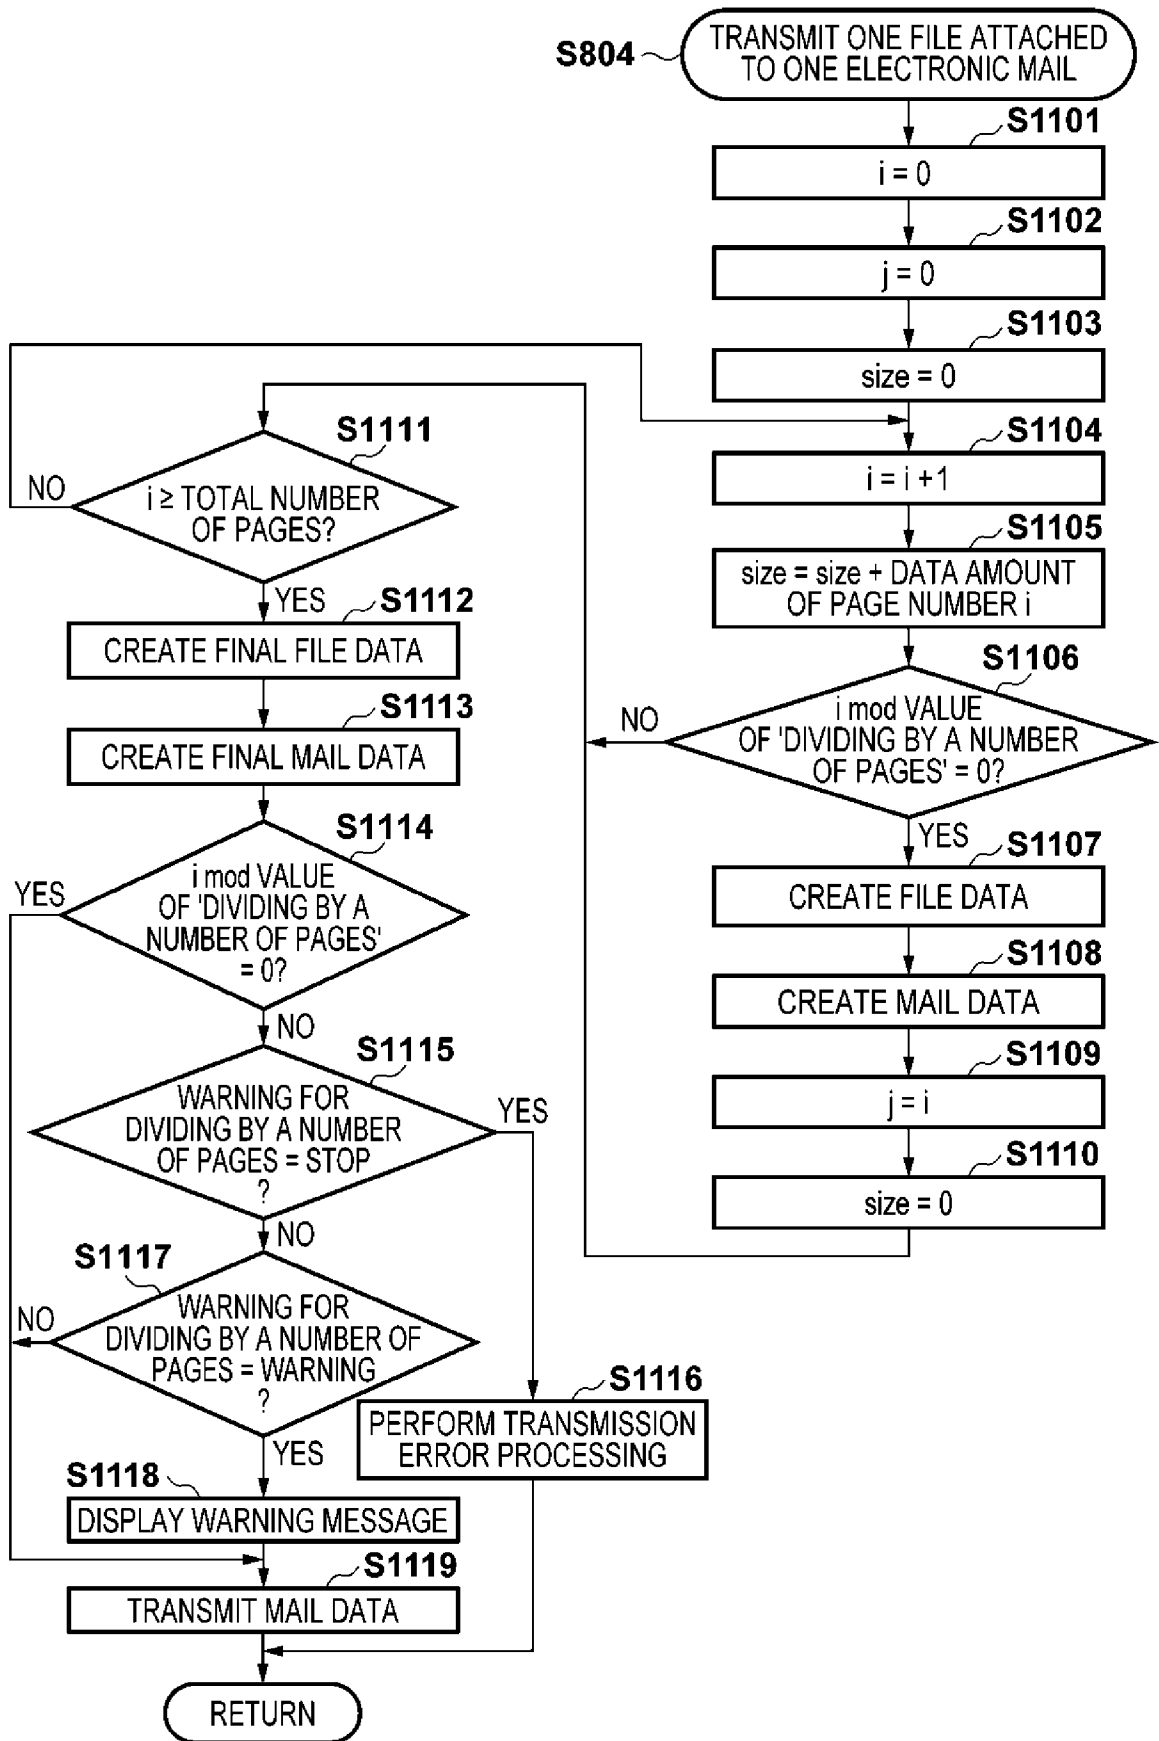 S804
TRANSMIT ONE FILE ATTACHED
TO ONE ELECTRONIC MAIL
S1101
i = 0
S1102
j = 0
S1103
size = 0
S1104
i = i +1
S1105
size = size + DATA AMOUNT
OF PAGE NUMBER i
S1106
i mod VALUE
OF 'DIVIDING BY A NUMBER
OF PAGES' = 0?
NO
YES
S1107
CREATE FILE DATA
S1108
CREATE MAIL DATA
S1109
j = i
S1110
size = 0
S1111
i ≥ TOTAL NUMBER
OF PAGES?
NO
YES
S1112
CREATE FINAL FILE DATA
S1113
CREATE FINAL MAIL DATA
S1114
i mod VALUE
OF 'DIVIDING BY A
NUMBER OF PAGES'
= 0?
YES
NO
S1115
WARNING FOR
DIVIDING BY A NUMBER
OF PAGES = STOP
?
YES
NO
S1117
WARNING FOR
DIVIDING BY A NUMBER OF
PAGES = WARNING
?
NO
YES
S1116
PERFORM TRANSMISSION
ERROR PROCESSING
S1118
DISPLAY WARNING MESSAGE
S1119
TRANSMIT MAIL DATA
RETURN